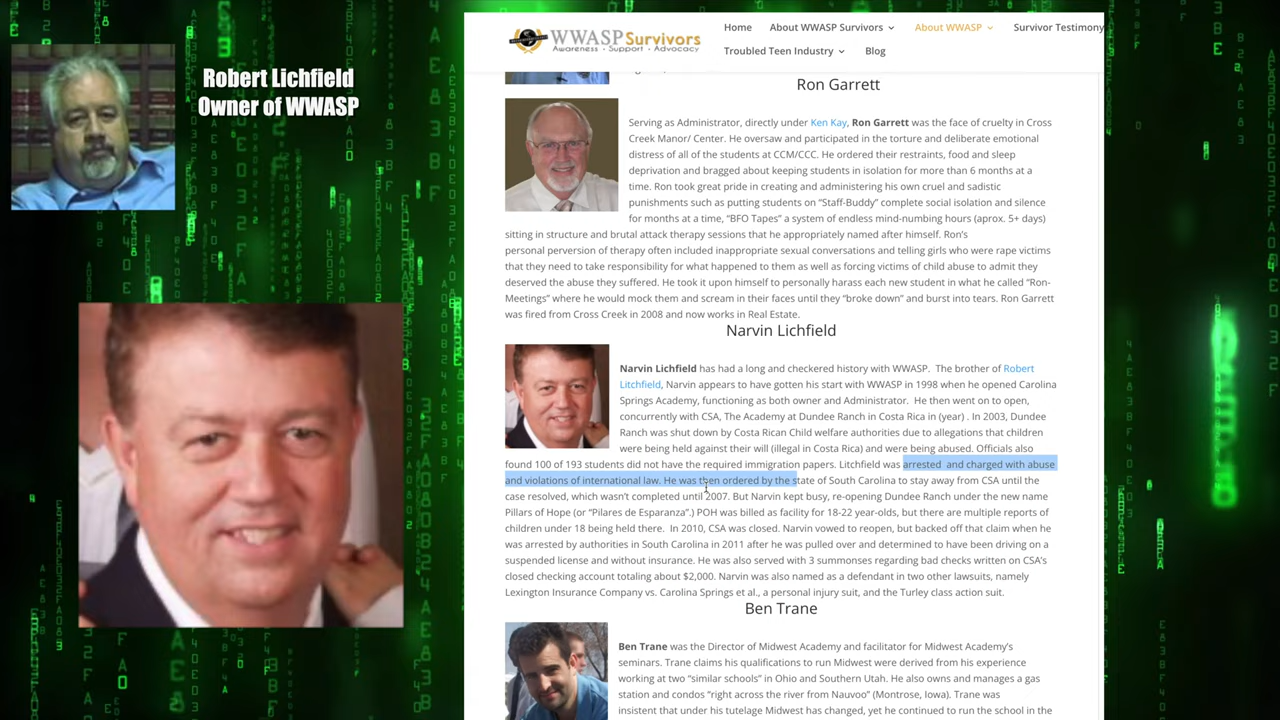 Robert Lichfield
Owner of WWASP
WWASPSurvivors
Awareness · Support · Advocacy
Home About WWASP Survivors About WWASP Survivor Testimony
Troubled Teen Industry Blog
Ron Garrett
Serving as Administrator, directly under Ken Kay, Ron Garrett was the face of cruelty in Cross
Creek Manor/ Center. He oversaw and participated in the torture and deliberate emotional
distress of all of the students at CCM/CCC. He ordered their restraints, food and sleep
deprivation and bragged about keeping students in isolation for more than 6 months at a
time. Ron took great pride in creating and administering his own cruel and sadistic
punishments such as putting students on “Staff-Buddy” complete social isolation and silence
for months at a time, “BFO Tapes” a system of endless mind-numbing hours (aprox. 5+ days)
sitting in structure and brutal attack therapy sessions that he appropriately named after himself. Ron’s
personal perversion of therapy often included inappropriate sexual conversations and telling girls who were rape victims
that they need to take responsibility for what happened to them as well as forcing victims of child abuse to admit they
deserved the abuse they suffered. He took it upon himself to personally harass each new student in what he called “Ron-
Meetings” where he would mock them and scream in their faces until they “broke down” and burst into tears. Ron Garrett
was fired from Cross Creek in 2008 and now works in Real Estate.
Narvin Lichfield
Narvin Lichfield has had a long and checkered history with WWASP. The brother of Robert
Litchfield, Narvin appears to have gotten his start with WWASP in 1998 when he opened Carolina
Springs Academy, functioning as both owner and Administrator. He then went on to open,
concurrently with CSA, The Academy at Dundee Ranch in Costa Rica in (year) . In 2003, Dundee
Ranch was shut down by Costa Rican Child welfare authorities due to allegations that children
were being held against their will (illegal in Costa Rica) and were being abused. Officials also
found 100 of 193 students did not have the required immigration papers. Litchfield was arrested and charged with abuse
and violations of international law. He was then ordered by the state of South Carolina to stay away from CSA until the
case resolved, which wasn’t completed until 2007. But Narvin kept busy, re-opening Dundee Ranch under the new name
Pillars of Hope (or “Pilares de Esparanza”.) POH was billed as facility for 18-22 year-olds, but there are multiple reports of
children under 18 being held there. In 2010, CSA was closed. Narvin vowed to reopen, but backed off that claim when he
was arrested by authorities in South Carolina in 2011 after he was pulled over and determined to have been driving on a
suspended license and without insurance. He was also served with 3 summonses regarding bad checks written on CSA’s
closed checking account totaling about $2,000. Narvin was also named as a defendant in two other lawsuits, namely
Lexington Insurance Company vs. Carolina Springs et al., a personal injury suit, and the Turley class action suit.
Ben Trane
Ben Trane was the Director of Midwest Academy and facilitator for Midwest Academy’s
seminars. Trane claims his qualifications to run Midwest were derived from his experience
working at two “similar schools” in Ohio and Southern Utah. He also owns and manages a gas
station and condos “right across the river from Nauvoo” (Montrose, Iowa). Trane was
insistent that under his tutelage Midwest has changed, yet he continued to run the school in the